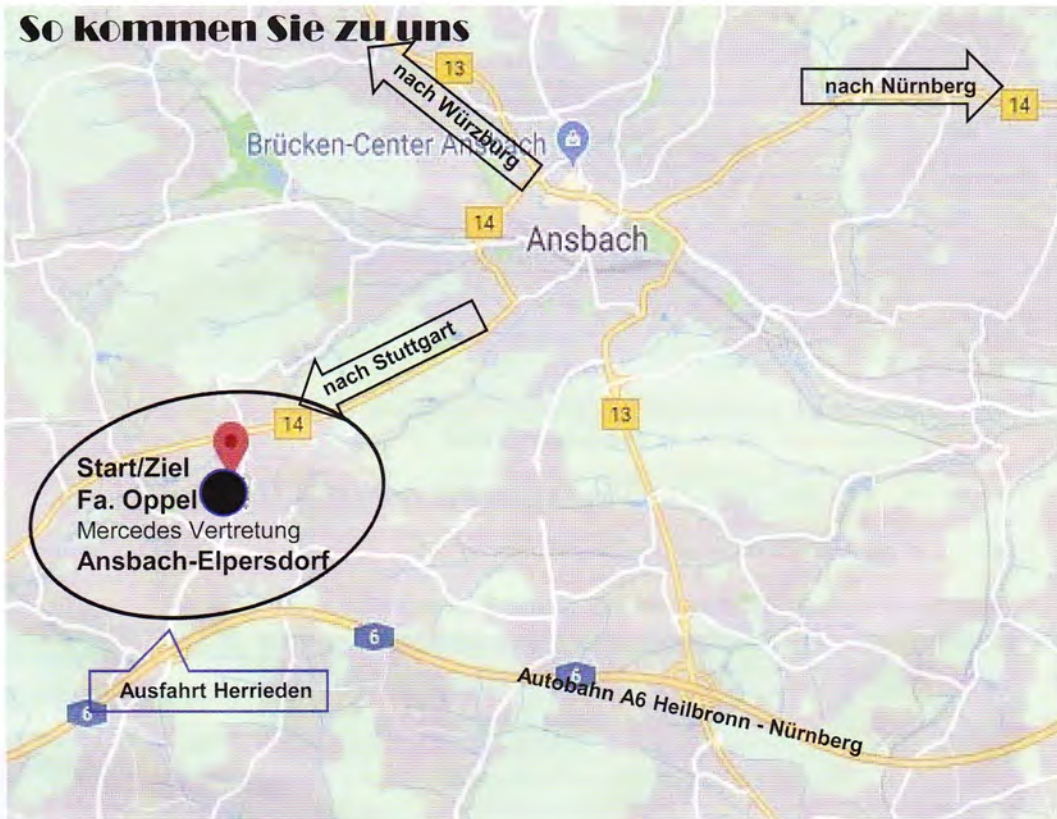 So kommen Sie zu uns
13
nach Würzburg
nach Nürnberg
14
Brücken-Center Ansbach
14
Ansbach
nach Stuttgart
14
13
Start/Ziel
Fa. Oppel
Mercedes Vertretung
Ansbach-Elpersdorf
6
6
Autobahn A6 Heilbronn - Nürnberg
Ausfahrt Herrieden
6